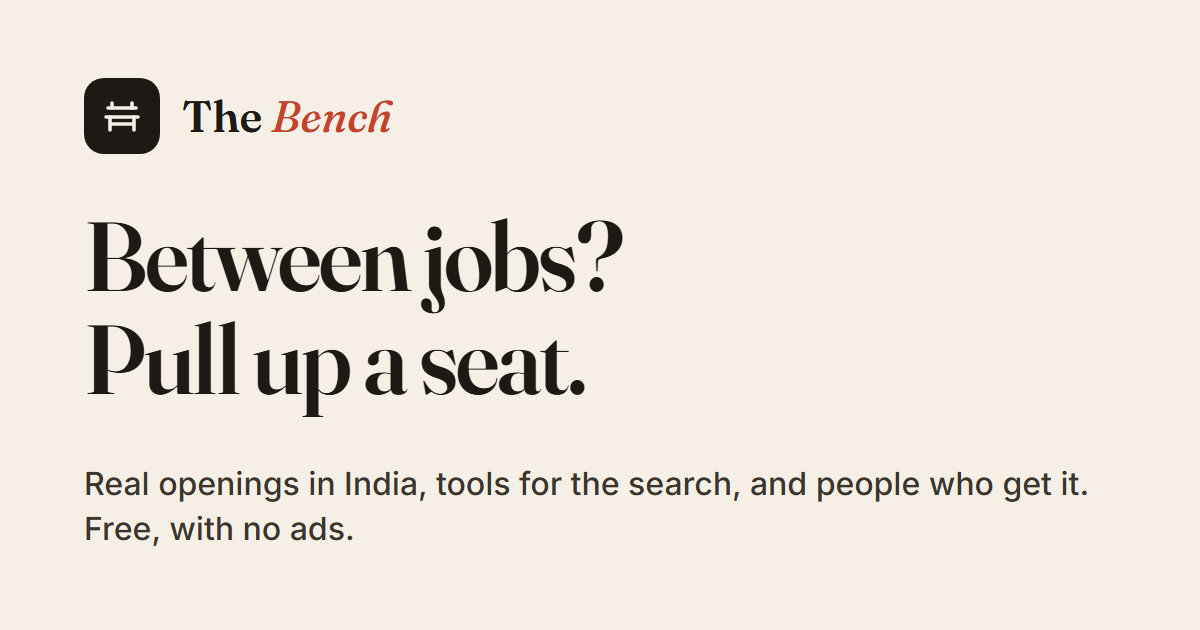 The Bench
Between jobs?
Pull up a seat.
Real openings in India, tools for the search, and people who get it.
Free, with no ads.